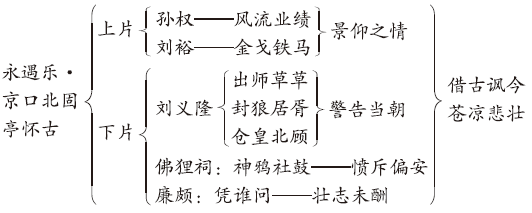 永遇乐·
京口北固
亭怀古
上片
孙权——风流业绩
刘裕——金戈铁马
景仰之情
下片
刘义隆
出师草草
封狼居胥
仓皇北顾
警告当朝
佛狸祠：神鸦社鼓——愤斥偏安
廉颇：凭谁问——壮志未酬
借古讽今
苍凉悲壮